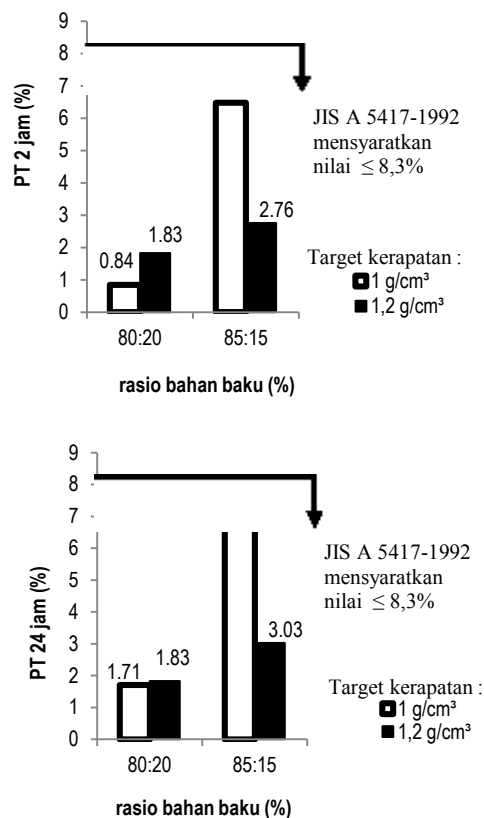 9
8
7
6
5
4
3
2
1
0
PT 2 jam (%)
0.84
1.83
2.76
80:20
85:15
rasio bahan baku (%)
JIS A 5417-1992
mensyaratkan
nilai ≤ 8,3%
Target kerapatan :
1 g/cm³
1,2 g/cm³
9
8
7
6
5
4
3
2
1
0
PT 24 jam (%)
1.71
1.83
3.03
80:20
85:15
rasio bahan baku (%)
JIS A 5417-1992
mensyaratkan
nilai ≤ 8,3%
Target kerapatan :
1 g/cm³
1,2 g/cm³